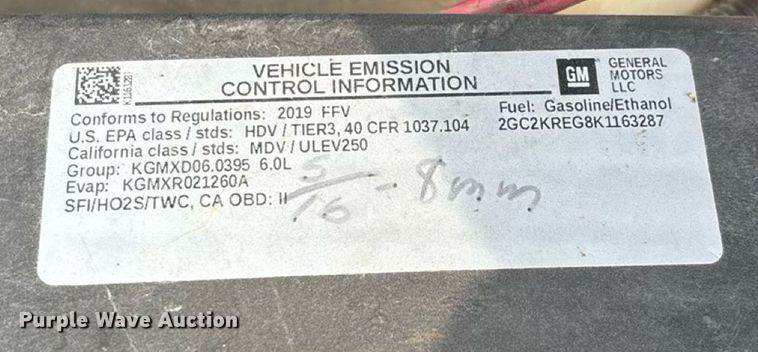 VEHICLE EMISSION
CONTROL INFORMATION
GM
GENERAL
MOTORS
LLC
Conforms to Regulations: 2019 FFV
U.S. EPA class / stds: HDV / TIER3, 40 CFR 1037.104
California class / stds: MDV / ULEV250
Group: KGMXD06.0395 6.0L
Evap: KGMXR021260A
SFI/HO2S/TWC, CA OBD: II
Fuel: Gasoline/Ethanol
2GC2KREG8K1163287
5/16 - 8mm
Purple Wave Auction